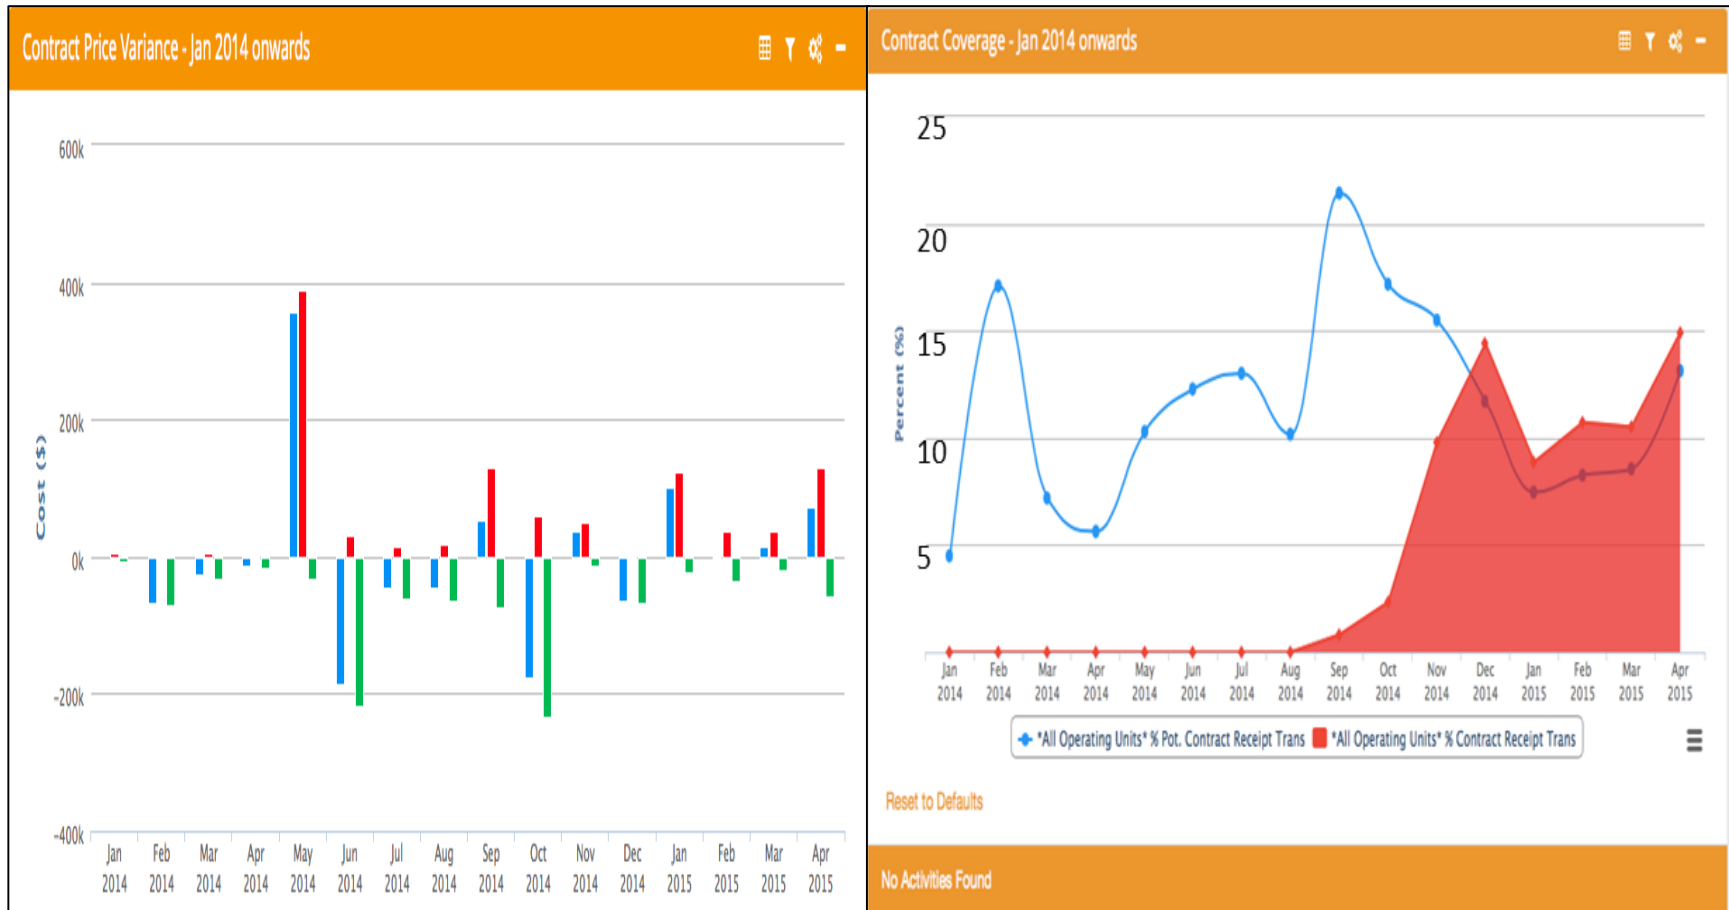 Contract Price Variance - Jan 2014 onwards
600k
400k
200k
0k
-200k
-400k
Cost ($)
Jan Feb Mar Apr May Jun Jul Aug Sep Oct Nov Dec Jan Feb Mar Apr
2014 2014 2014 2014 2014 2014 2014 2014 2014 2014 2014 2014 2015 2015 2015 2015
Contract Coverage - Jan 2014 onwards
25
20
15
10
5
Percent (%)
Jan Feb Mar Apr May Jun Jul Aug Sep Oct Nov Dec Jan Feb Mar Apr
2014 2014 2014 2014 2014 2014 2014 2014 2014 2014 2014 2014 2015 2015 2015 2015
*All Operating Units* % Pot. Contract Receipt Trans *All Operating Units* % Contract Receipt Trans
Reset to Defaults
No Activities Found